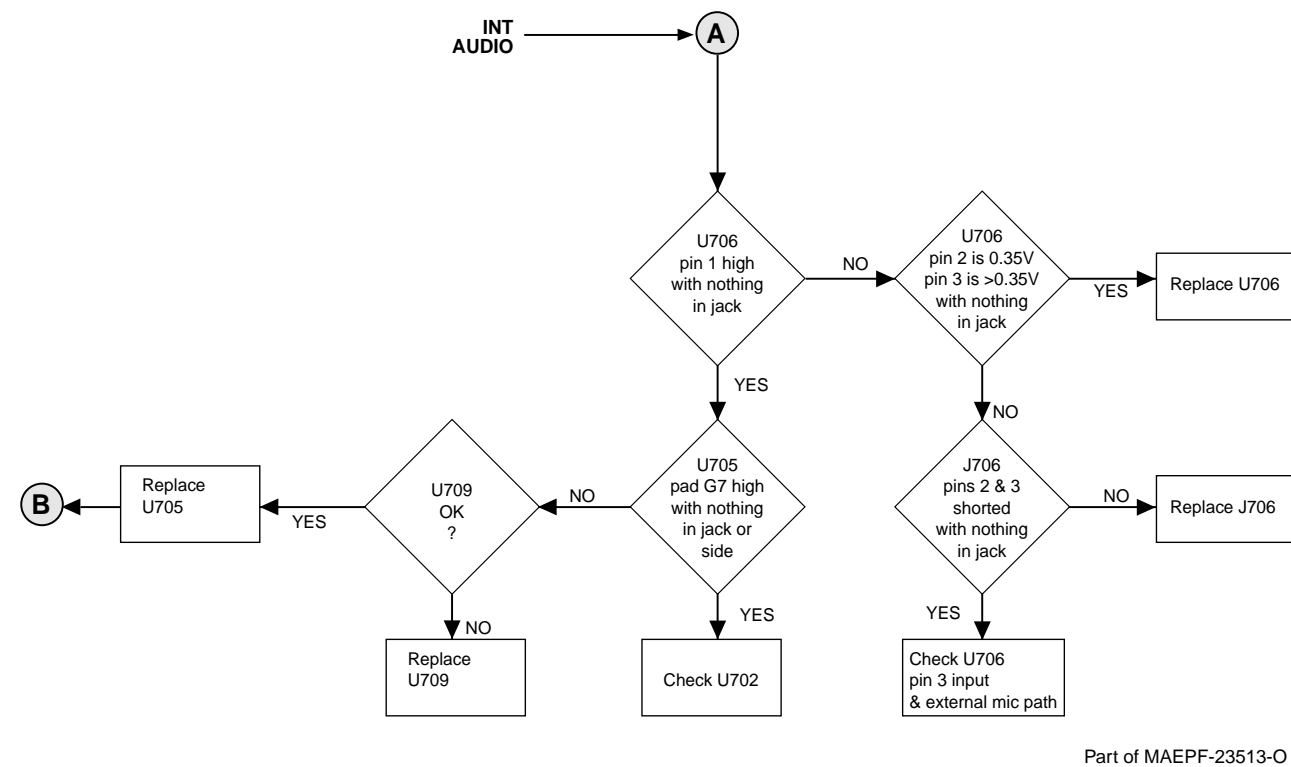 INT
AUDIO
A
U706
pin 1 high
with nothing
in jack
NO
U706
pin 2 is 0.35V
pin 3 is >0.35V
with nothing
in jack
YES
Replace U706
YES
NO
B
Replace
U705
YES
U709
OK
?
NO
U705
pad G7 high
with nothing
in jack or
side
J706
pins 2 & 3
shorted
with nothing
in jack
NO
Replace J706
NO
YES
YES
Replace
U709
Check U702
Check U706
pin 3 input
& external mic path
Part of MAEPF-23513-O